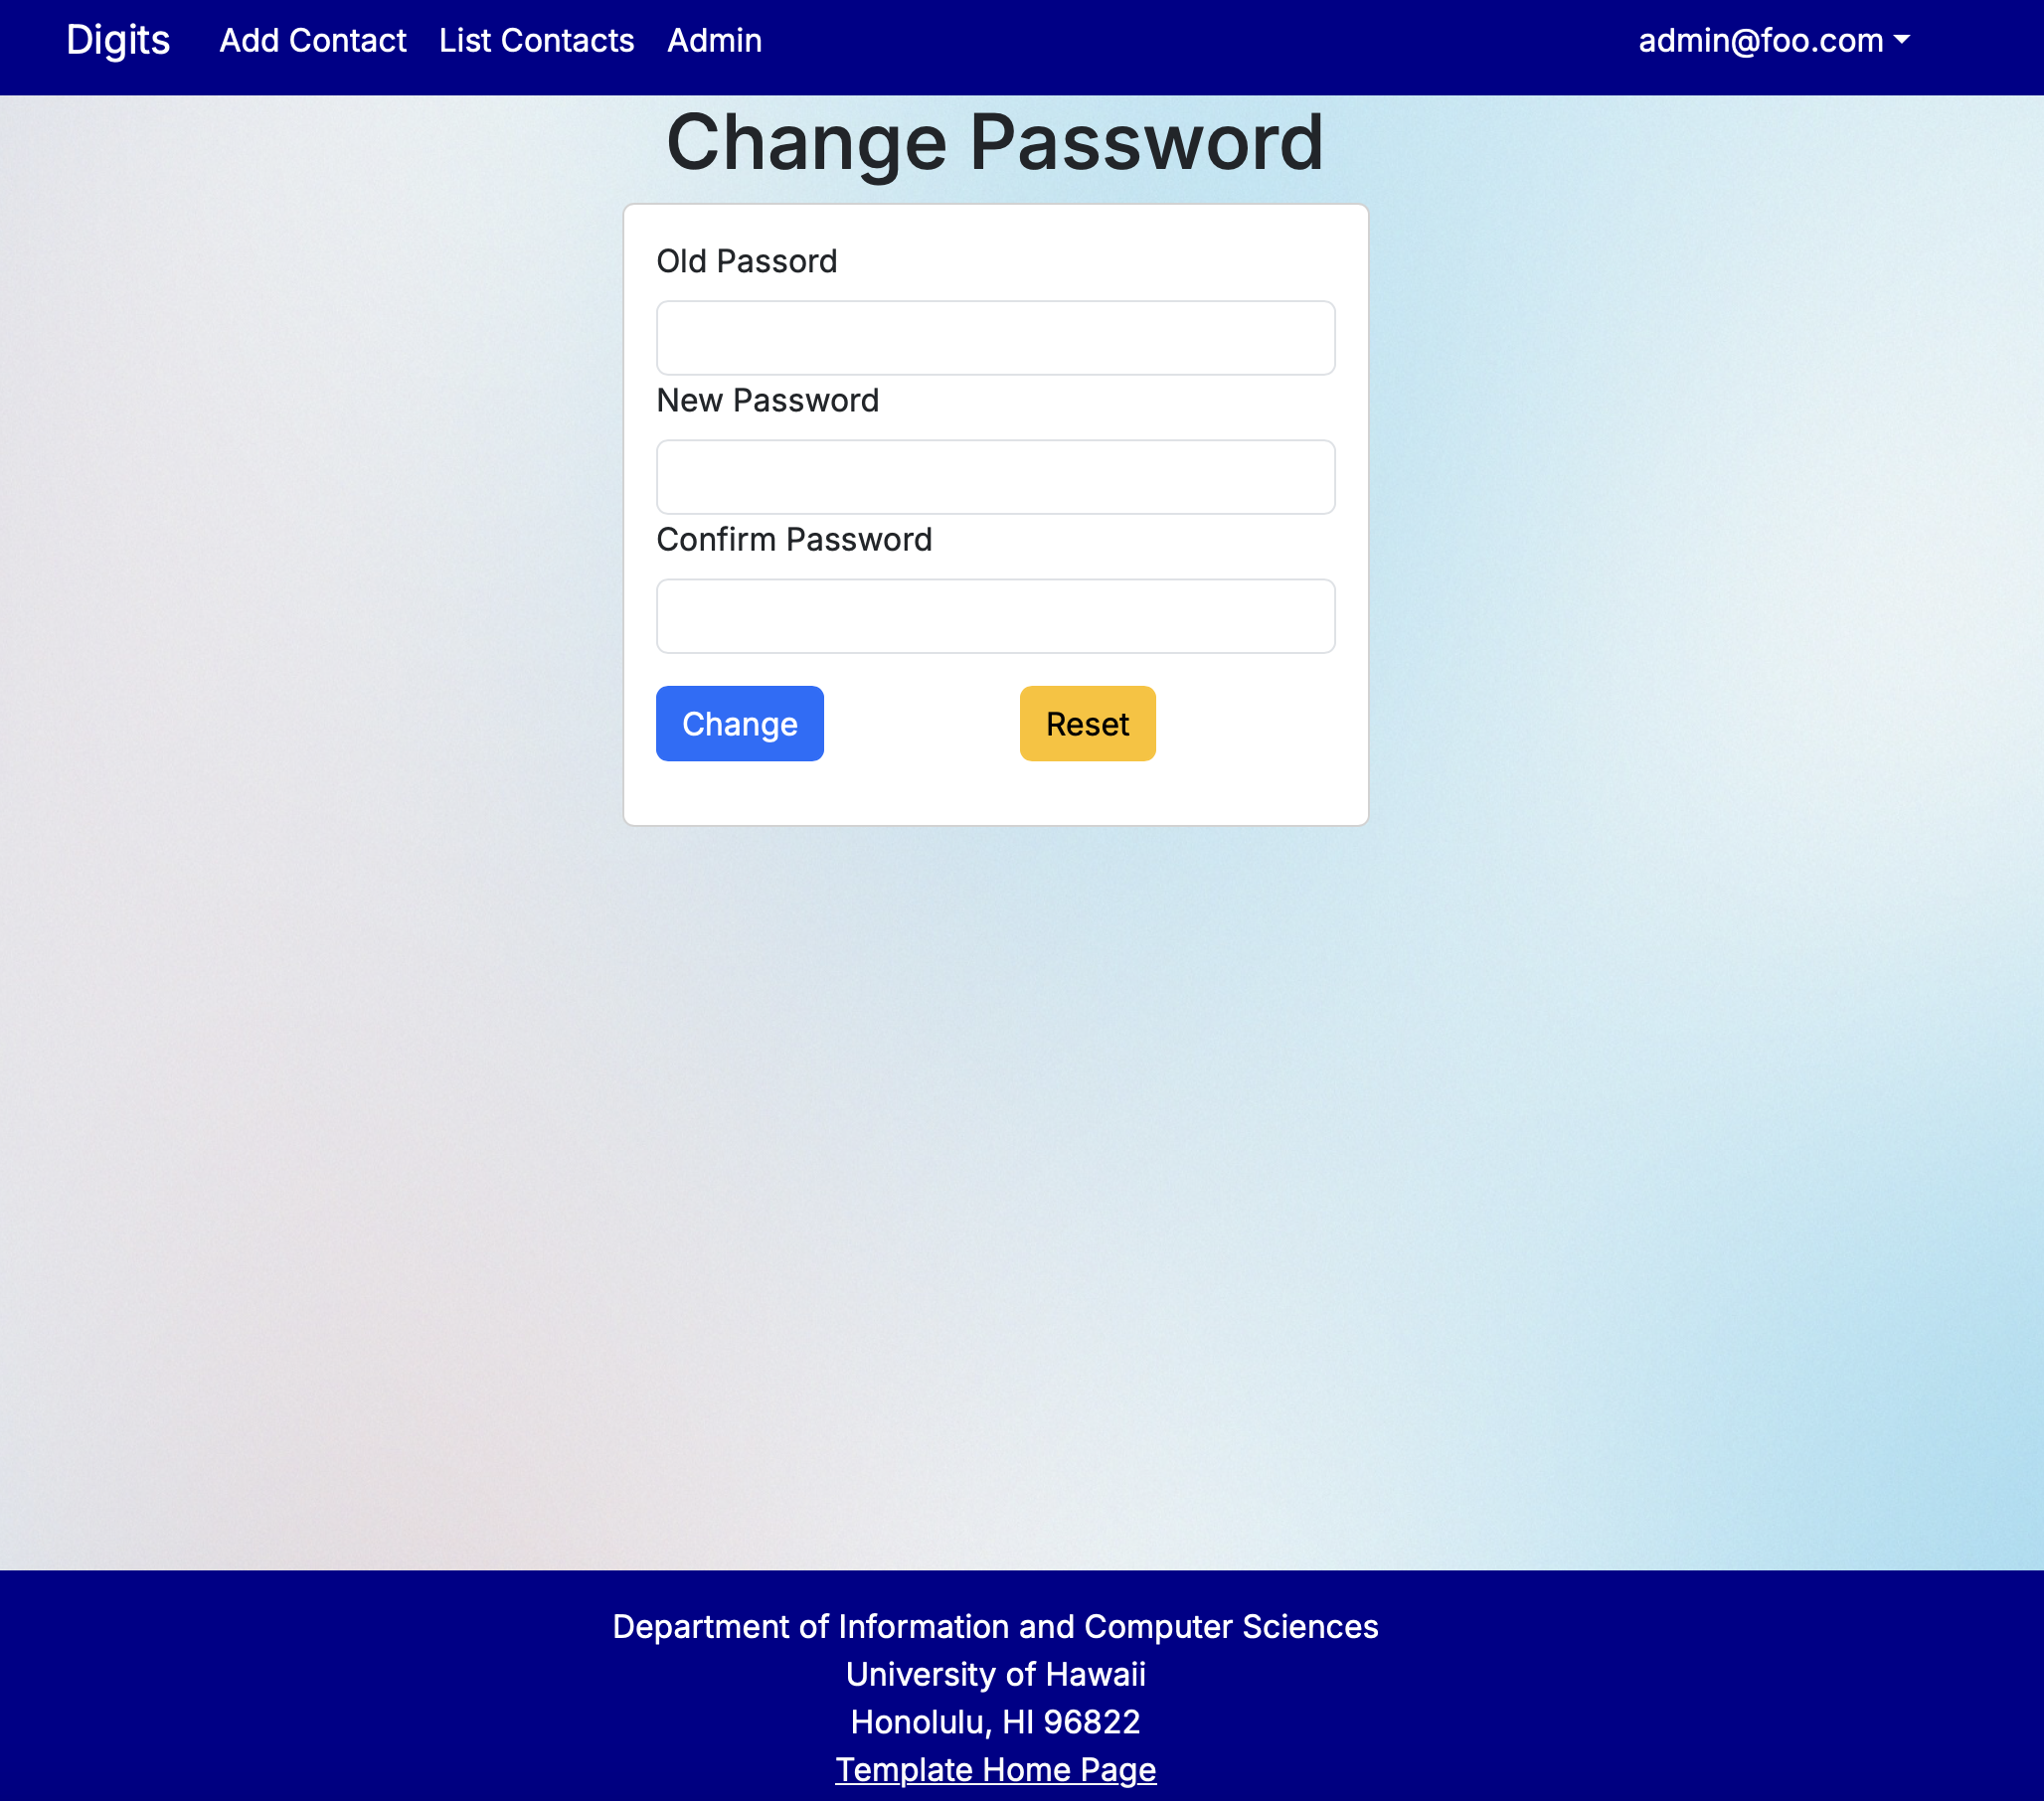 Digits Add Contact List Contacts Admin admin@foo.com
Change Password
Old Passord
New Password
Confirm Password
Change Reset
Department of Information and Computer Sciences
University of Hawaii
Honolulu, HI 96822
Template Home Page